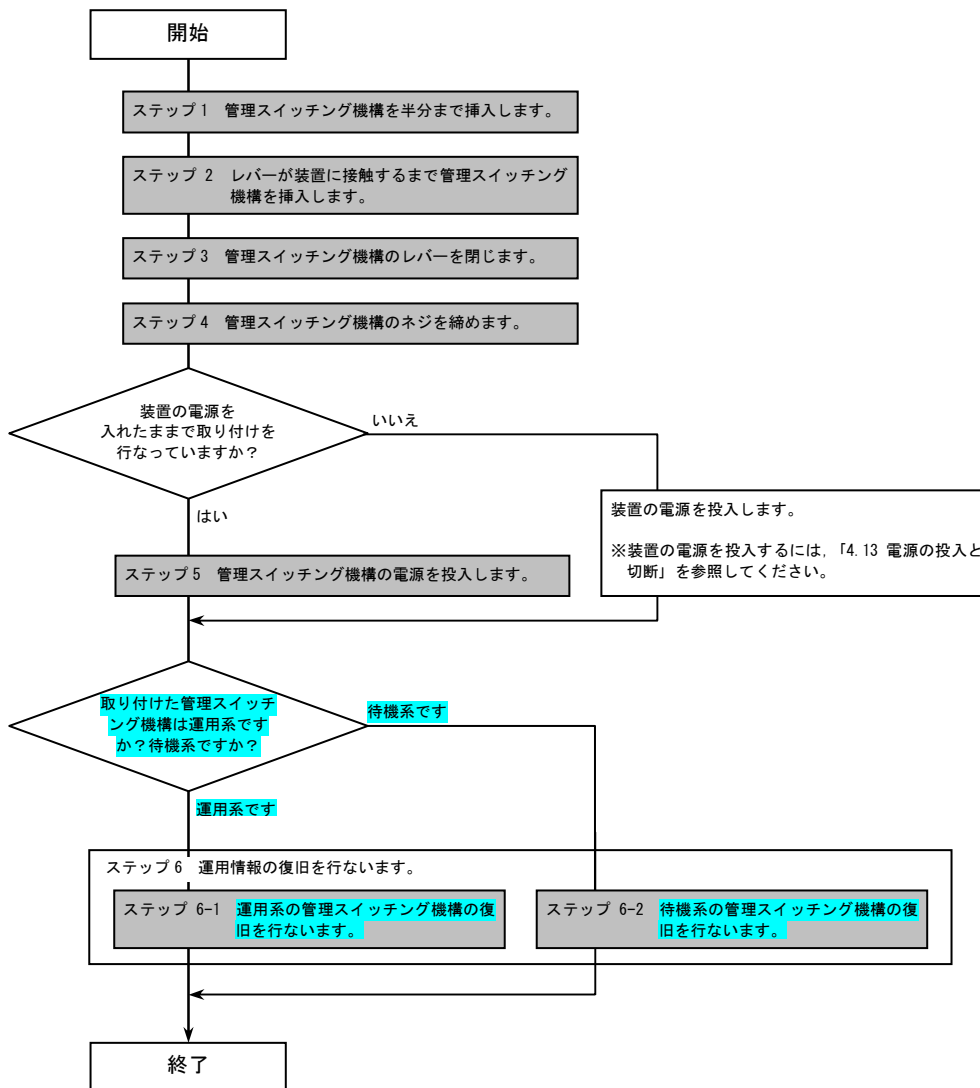 開始
ステップ1 管理スイッチング機構を半分まで挿入します。
ステップ 2 レバーが装置に接触するまで管理スイッチング
機構を挿入します。
ステップ3 管理スイッチング機構のレバーを閉じます。
ステップ4 管理スイッチング機構のネジを締めます。
装置の電源を
入れたままで取り付けを
行なっていますか?
いいえ
はい
装置の電源を投入します。
※装置の電源を投入するには,「4.13 電源の投入と
切断」を参照してください。
ステップ5 管理スイッチング機構の電源を投入します。
取り付けた管理スイッチ
ング機構は運用系です
か?待機系ですか?
待機系です
運用系です
ステップ6 運用情報の復旧を行ないます。
ステップ 6-1 運用系の管理スイッチング機構の復
旧を行ないます。
ステップ 6-2 待機系の管理スイッチング機構の復
旧を行ないます。
終了